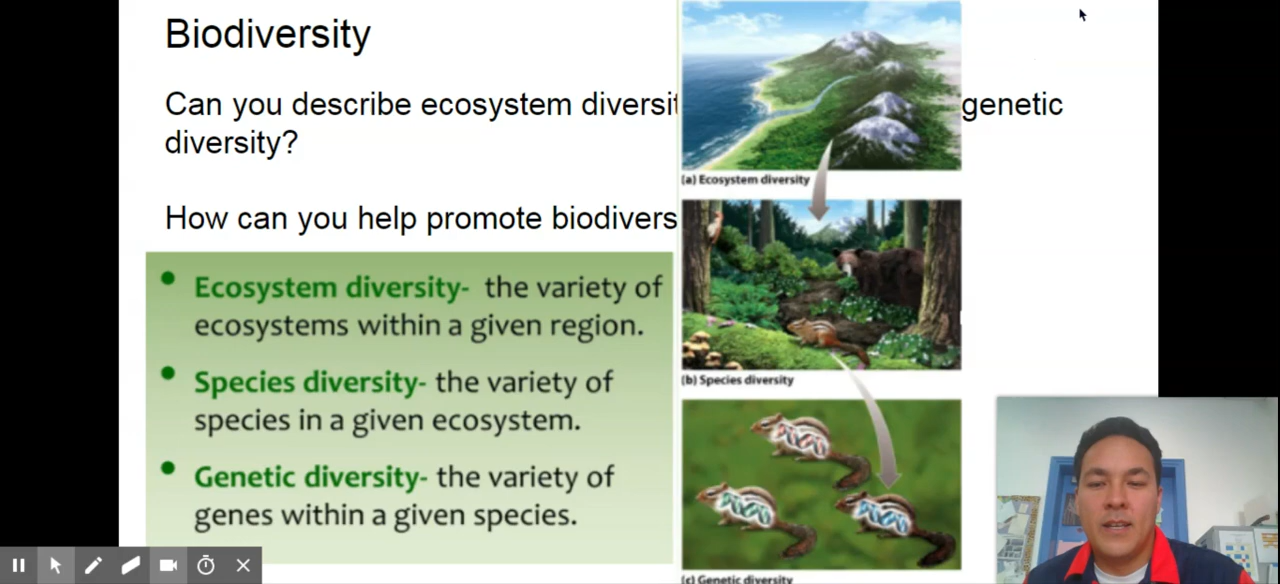 Biodiversity
Can you describe ecosystem diversit
genetic
diversity?
How can you help promote biodivers
• Ecosystem diversity- the variety of
ecosystems within a given region.
• Species diversity- the variety of
species in a given ecosystem.
• Genetic diversity- the variety of
genes within a given species.
(a) Ecosystem diversity
(b) Species diversity
(c) Genetic diversity